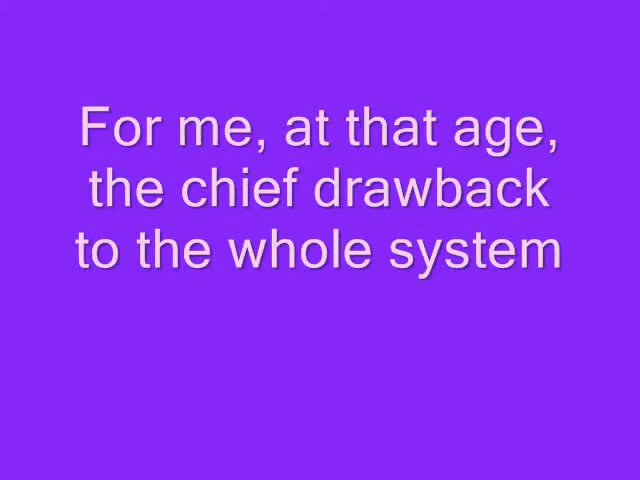 For me, at that age,
the chief drawback
to the whole system